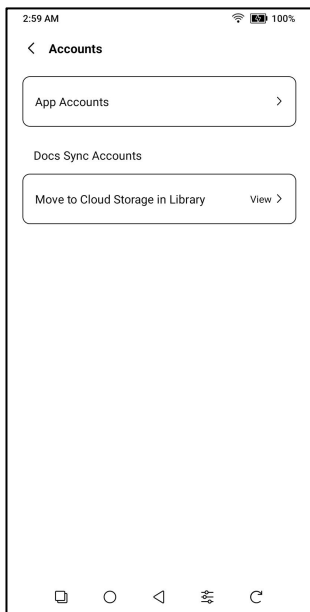 2:59 AM 100%
Accounts
App Accounts
Docs Sync Accounts
Move to Cloud Storage in Library View